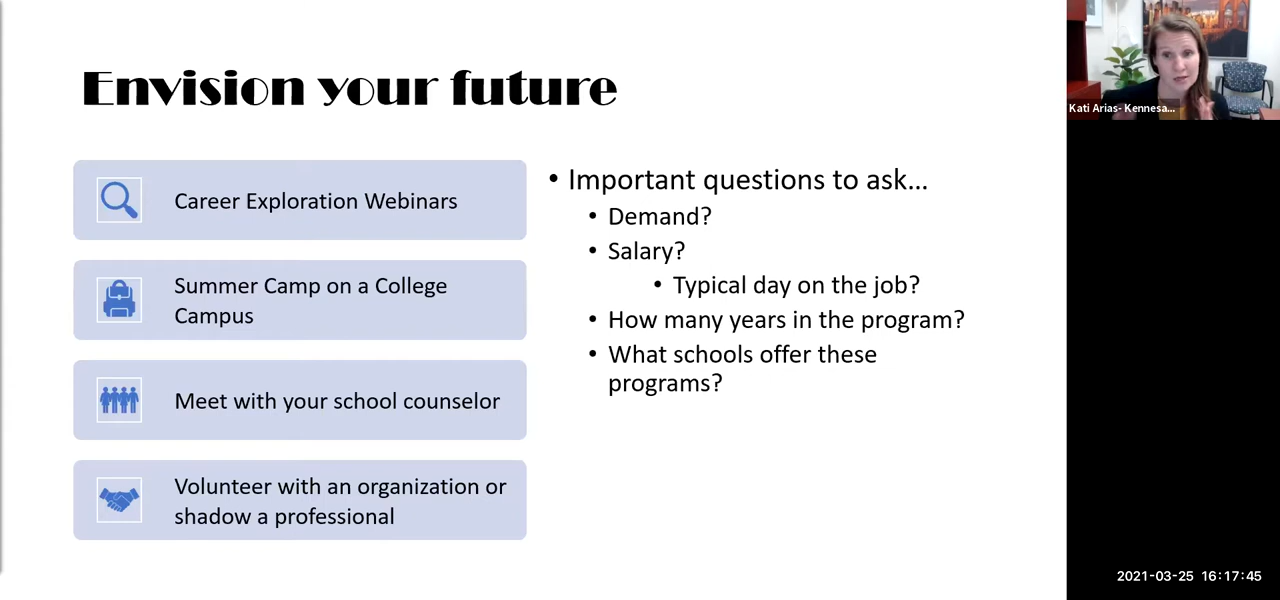 Envision your future
Career Exploration Webinars
Summer Camp on a College
Campus
Meet with your school counselor
Volunteer with an organization or
shadow a professional
• Important questions to ask...
• Demand?
• Salary?
• Typical day on the job?
• How many years in the program?
• What schools offer these
programs?
Kati Arias- Kennesa...
2021-03-25 16:17:45